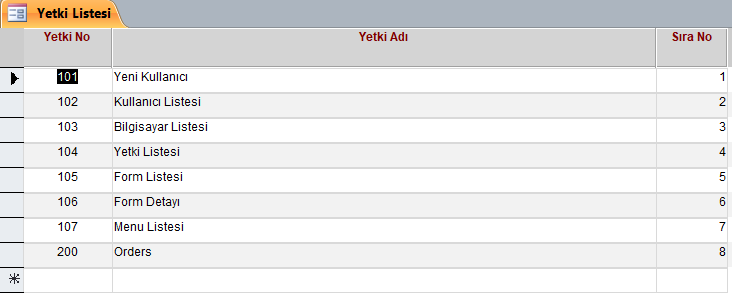 Yetki Listesi
Yetki No Yetki Adı Sıra No
101 Yeni Kullanıcı 1
102 Kullanıcı Listesi 2
103 Bilgisayar Listesi 3
104 Yetki Listesi 4
105 Form Listesi 5
106 Form Detayı 6
107 Menu Listesi 7
200 Orders 8